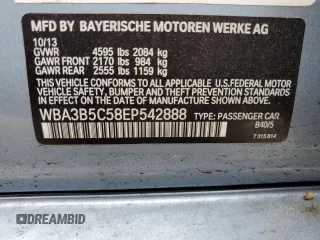 MFD BY BAYERISCHE MOTOREN WERKE AG
10/13
GVWR 4595 lbs 2084 kg
GAWR FRONT 2170 lbs 984 kg
GAWR REAR 2555 lbs 1159 kg
THIS VEHICLE CONFORMS TO ALL APPLICABLE
U.S. FEDERAL MOTOR VEHICLE SAFETY, BUMPER,
AND THEFT PREVENTION STANDARDS IN EFFECT
ON THE DATE OF MANUFACTURE SHOWN ABOVE.
WBA3B5C58EP542888 TYPE: PASSENGER CAR
B40/5
7315814
DREAMBID